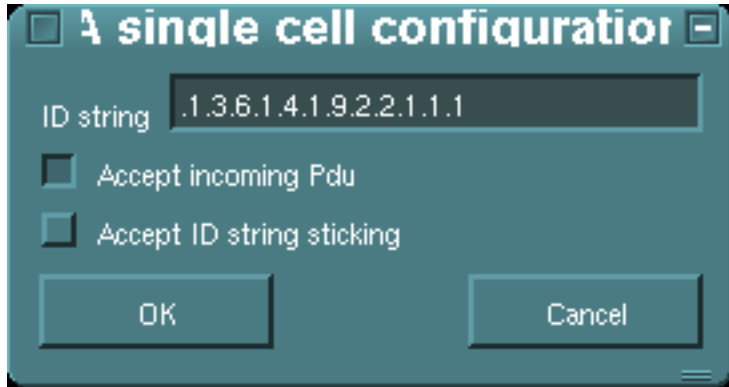 A single cell configuration
ID string .1.3.6.1.4.1.9.2.2.1.1.1
Accept incoming Pdu
Accept ID string sticking
OK Cancel